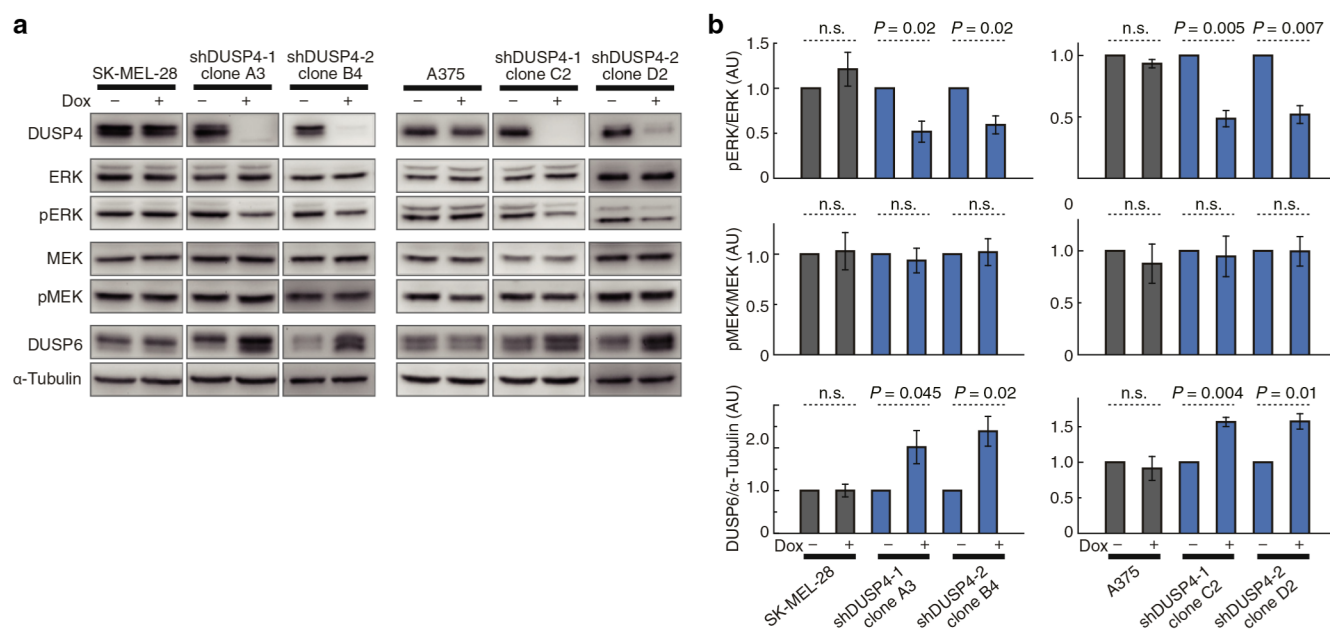 a
SK-MEL-28
shDUSP4-1
clone A3
shDUSP4-2
clone B4
A375
shDUSP4-1
clone C2
shDUSP4-2
clone D2
Dox – + – + – + – + – + – +
DUSP4
ERK
pERK
MEK
pMEK
DUSP6
α-Tubulin
b
n.s. P = 0.02 P = 0.02
1.5
1.0
0.5
0
pERK/ERK (AU)
n.s. P = 0.005 P = 0.007
1.0
0.5
0
n.s. n.s. n.s.
1.0
0.5
0
pMEK/MEK (AU)
n.s. n.s. n.s.
1.0
0.5
0
n.s. P = 0.045 P = 0.02
2.0
1.0
0
DUSP6/α-Tubulin (AU)
n.s. P = 0.004 P = 0.01
1.5
1.0
0.5
0
Dox – + – + – +
SK-MEL-28
shDUSP4-1
clone A3
shDUSP4-2
clone B4
Dox – + – + – +
A375
shDUSP4-1
clone C2
shDUSP4-2
clone D2